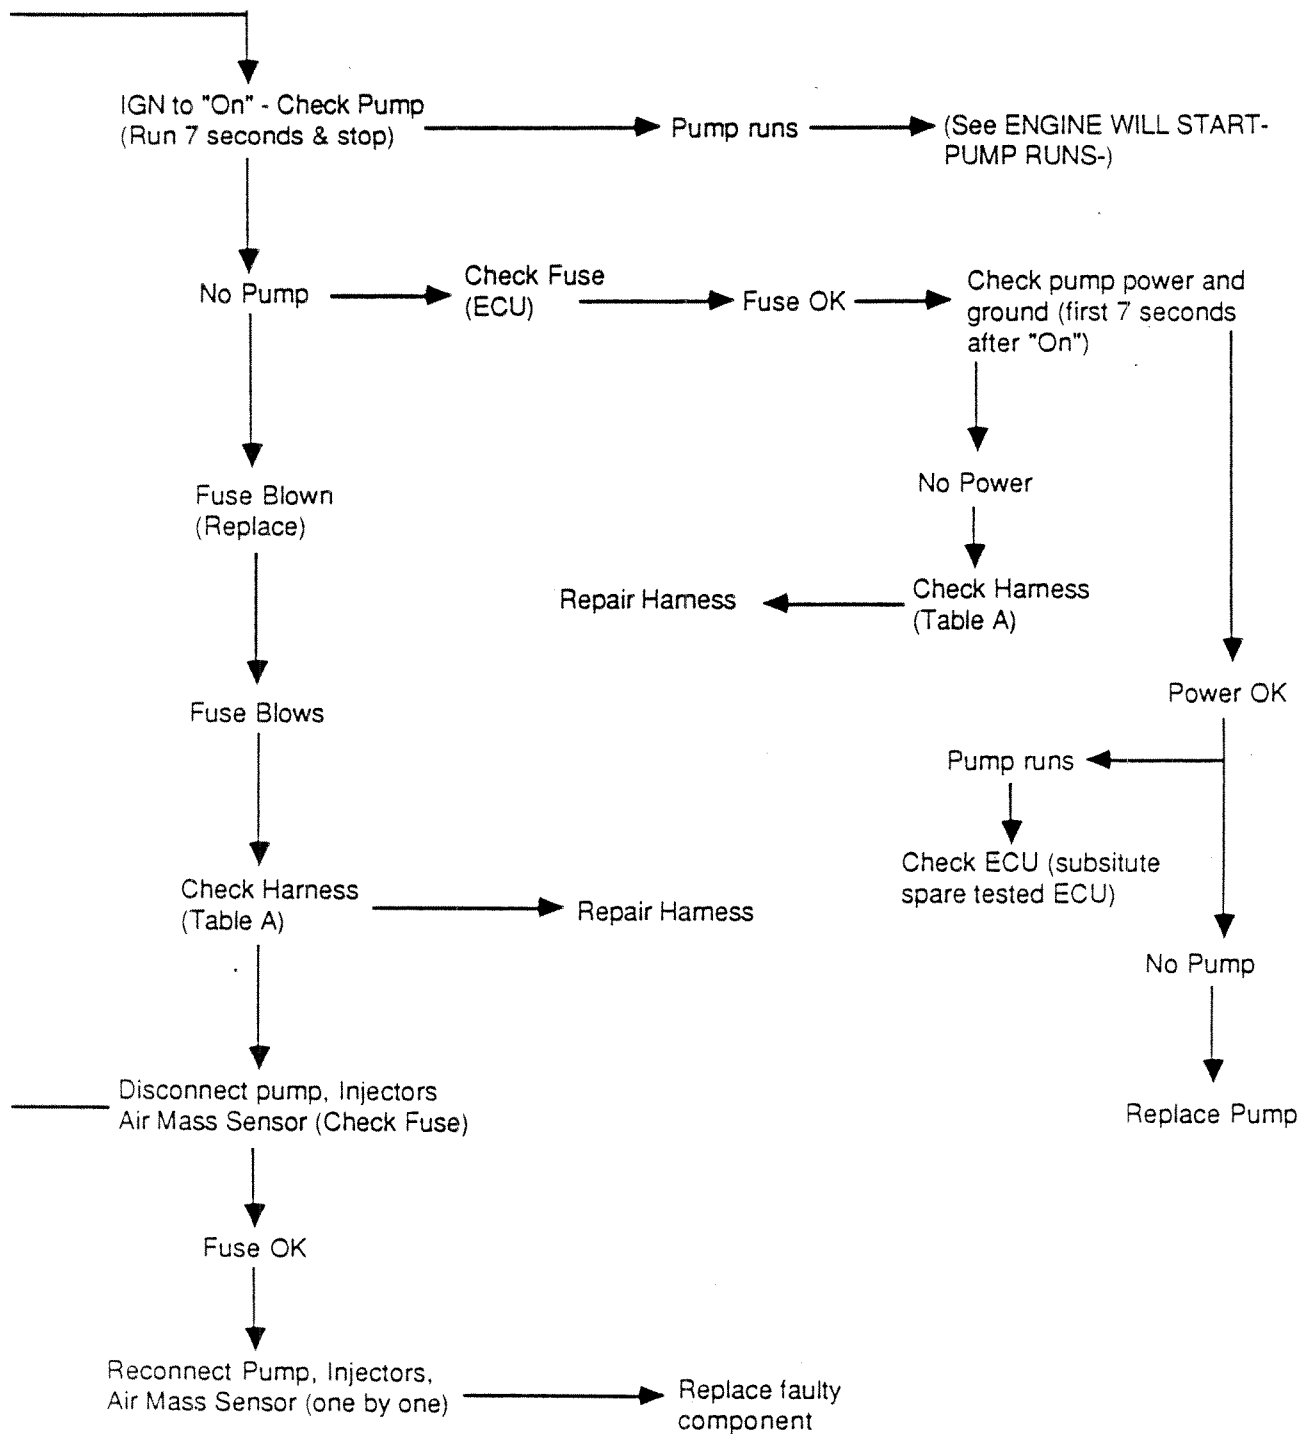 IGN to "On" - Check Pump
(Run 7 seconds & stop)
Pump runs
(See ENGINE WILL START-
PUMP RUNS-)
No Pump
Check Fuse
(ECU)
Fuse OK
Check pump power and
ground (first 7 seconds
after "On")
No Power
Fuse Blown
(Replace)
Repair Harness
Check Harness
(Table A)
Power OK
Fuse Blows
Pump runs
Check ECU (subsitute
spare tested ECU)
Check Harness
(Table A)
Repair Harness
No Pump
Disconnect pump, Injectors
Air Mass Sensor (Check Fuse)
Replace Pump
Fuse OK
Reconnect Pump, Injectors,
Air Mass Sensor (one by one)
Replace faulty
component